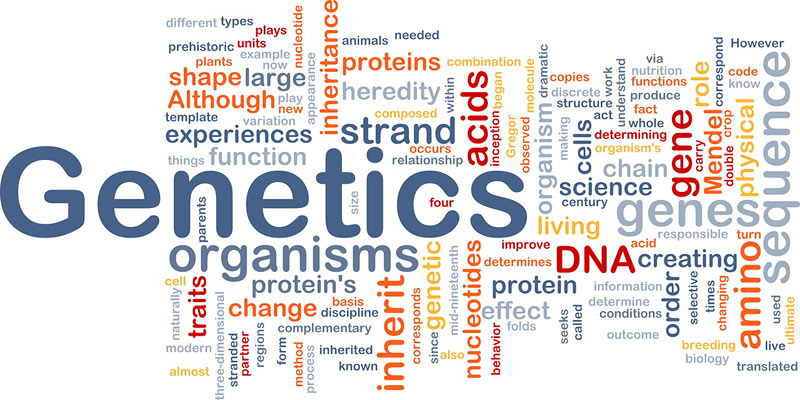 different
types
plays
units
nucleotide
prehistoric
example
now
plants
shape
large
Although
play
new
appearance
inheritance
template
variation
experiences
things
function
animals
needed
proteins
heredity
composed
strand
occurs
relationship
within
acids
combination
began
inception
Gregor
observed
molecule
dramatic
organism
copies
discrete
structure
making
work
act
cells
understand
via
nutrition
functions
produce
fact
whole
determining
organism's
chain
science
century
gene
carry
role
Mendel
correspond
double
crop
However
code
know
physical
sequence
Genetics
parents
size
four
genes
living
responsible
turn
organisms
protein's
genetic
mid-nineteenth
nucleotides
improve
determines
DNA
acid
creating
protein
effect
folds
behavior
seeks
called
information
determine
conditions
outcome
order
selective
times
changing
amino
breeding
biology
used
live
ultimate
translated
cell
naturally
traits
change
basis
discipline
complementary
modern
almost
three-dimensional
stranded
partner
regions
form
method
process
inherited
known
inherit
corresponds
since
also